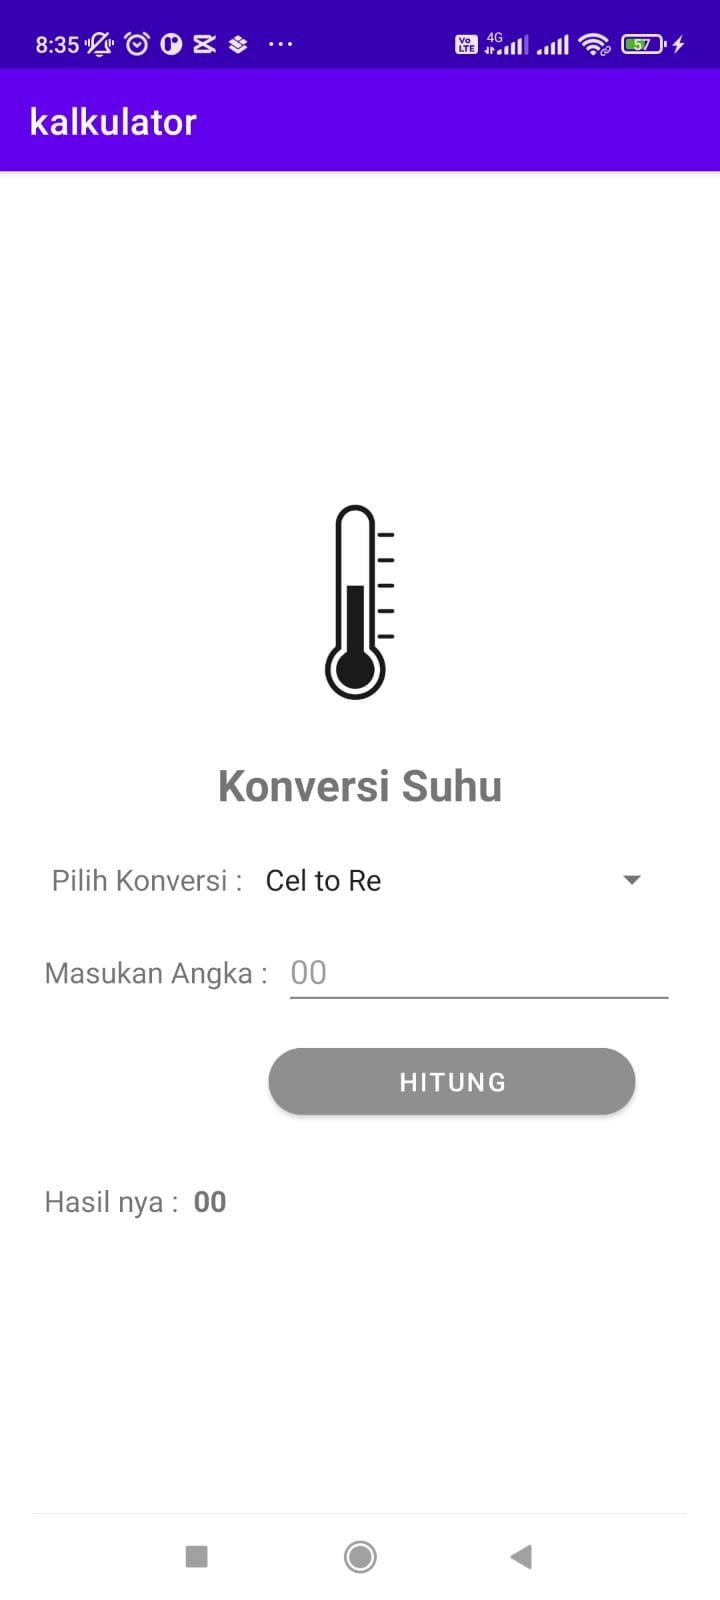 8:35
Vo LTE 4G 57
kalkulator
Konversi Suhu
Pilih Konversi : Cel to Re
Masukan Angka : 00
HITUNG
Hasil nya : 00